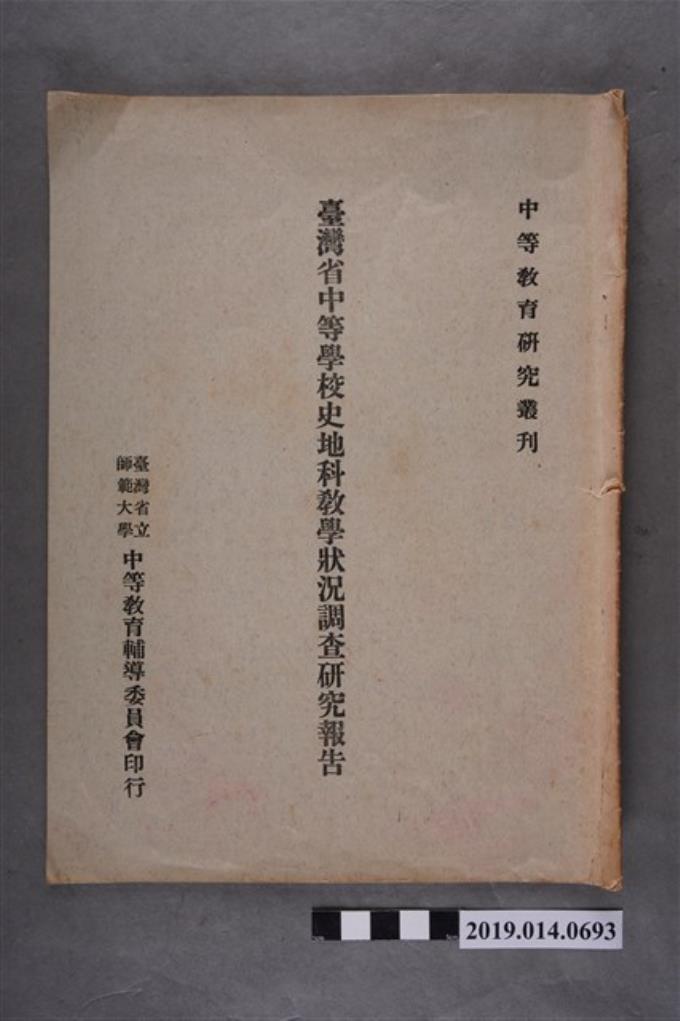 中等教育研究叢刊
臺灣省中等學校史地科教學狀況調查研究報告
臺灣省立
師範大學
中等教育輔導委員會印行
2019.014.0693